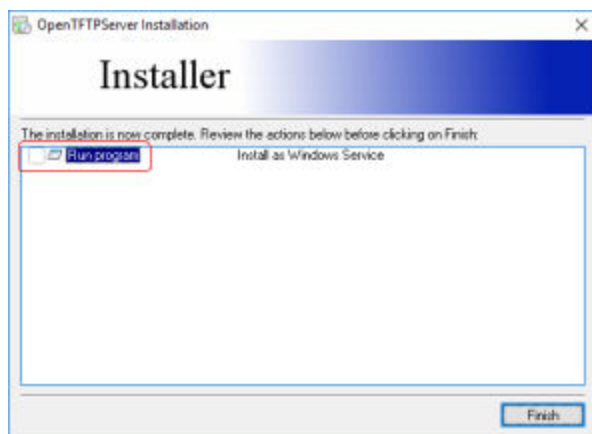 OpenTFTPServer Installation
Installer
The installation is now complete. Review the actions below before clicking on Finish:
Run program Install as Windows Service
Finish